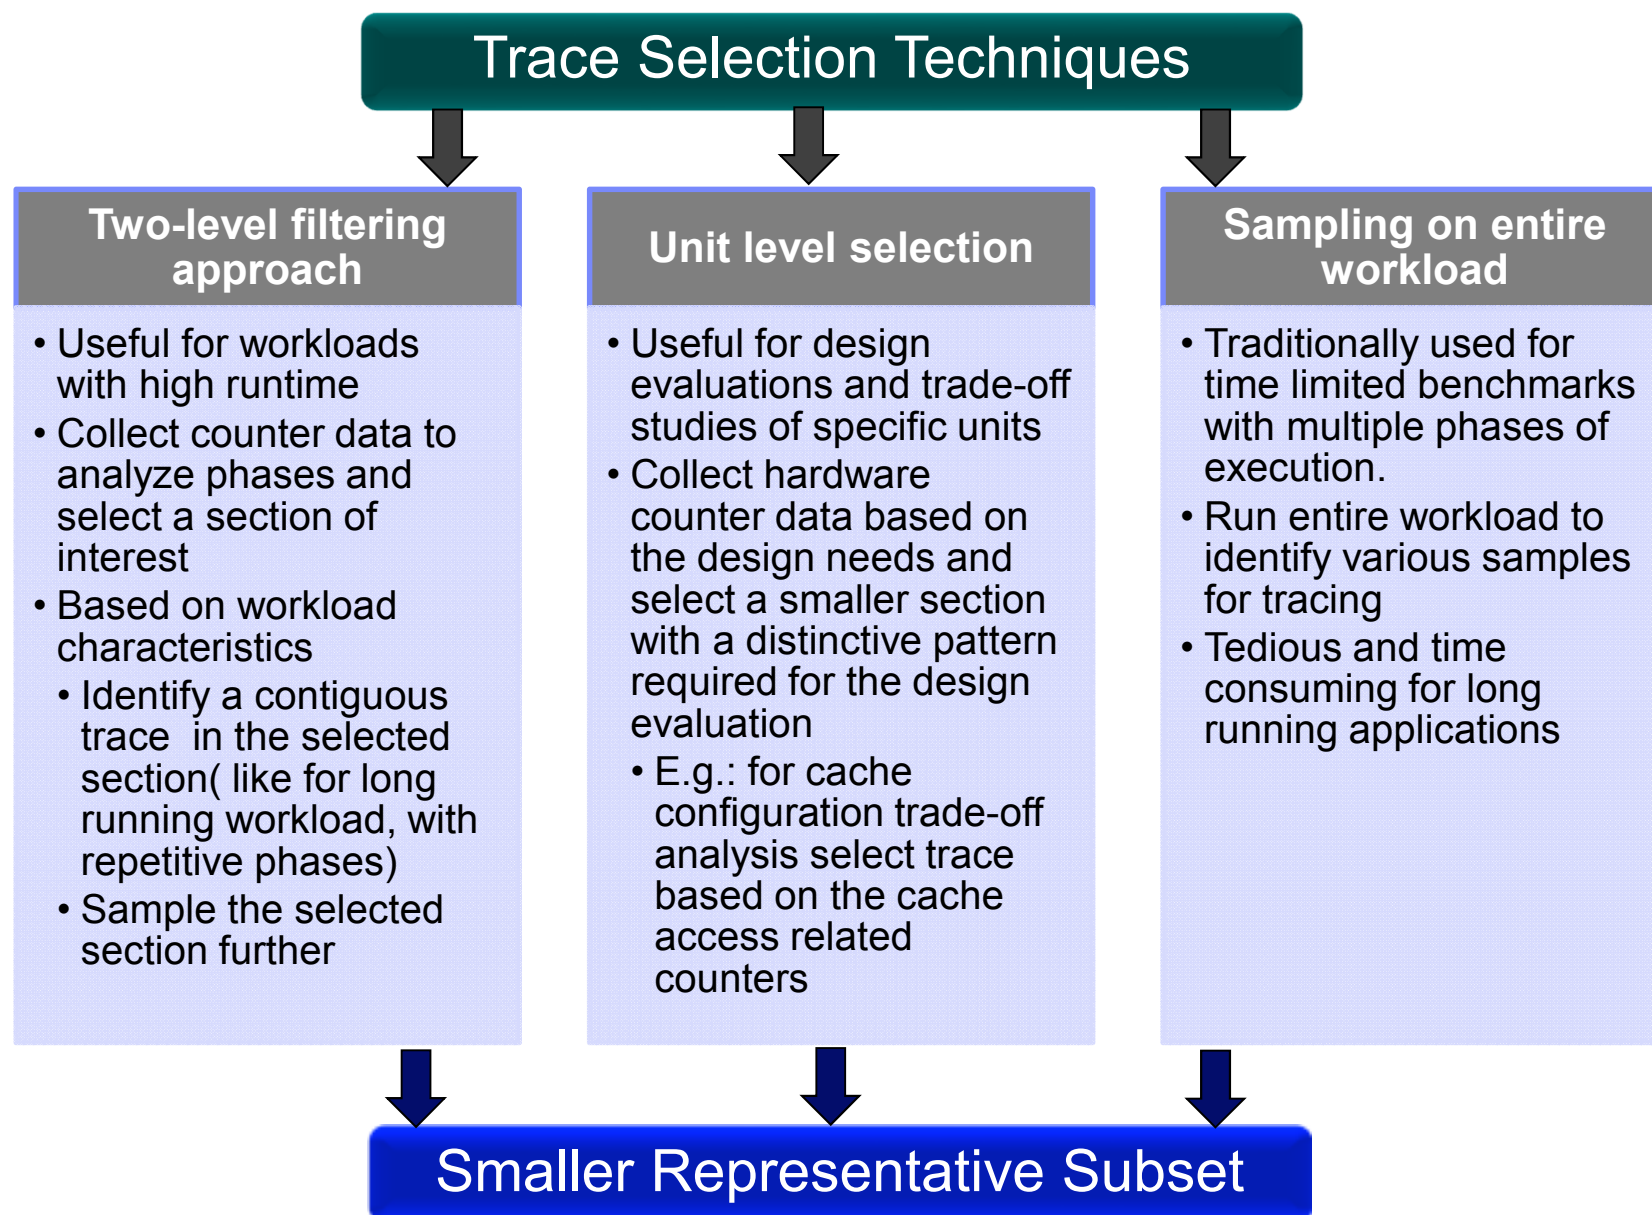 Trace Selection Techniques
Two-level filtering
approach
• Useful for workloads
with high runtime
• Collect counter data to
analyze phases and
select a section of
interest
• Based on workload
characteristics
• Identify a contiguous
trace  in the selected
section( like for long
running workload, with
repetitive phases)
• Sample the selected
section further
Unit level selection
• Useful for design
evaluations and trade-off
studies of specific units
• Collect hardware
counter data based on
the design needs and
select a smaller section
with a distinctive pattern
required for the design
evaluation
• E.g.: for cache
configuration trade-off
analysis select trace
based on the cache
access related
counters
Sampling on entire
workload
• Traditionally used for
time limited benchmarks
with multiple phases of
execution.
• Run entire workload to
identify various samples
for tracing
• Tedious and time
consuming for long
running applications
Smaller Representative Subset